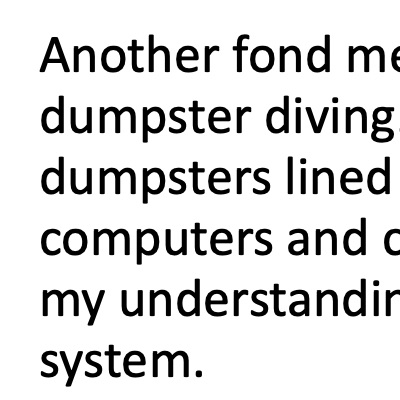 Another fond me
dumpster diving.
dumpsters lined
computers and c
my understandin
system.